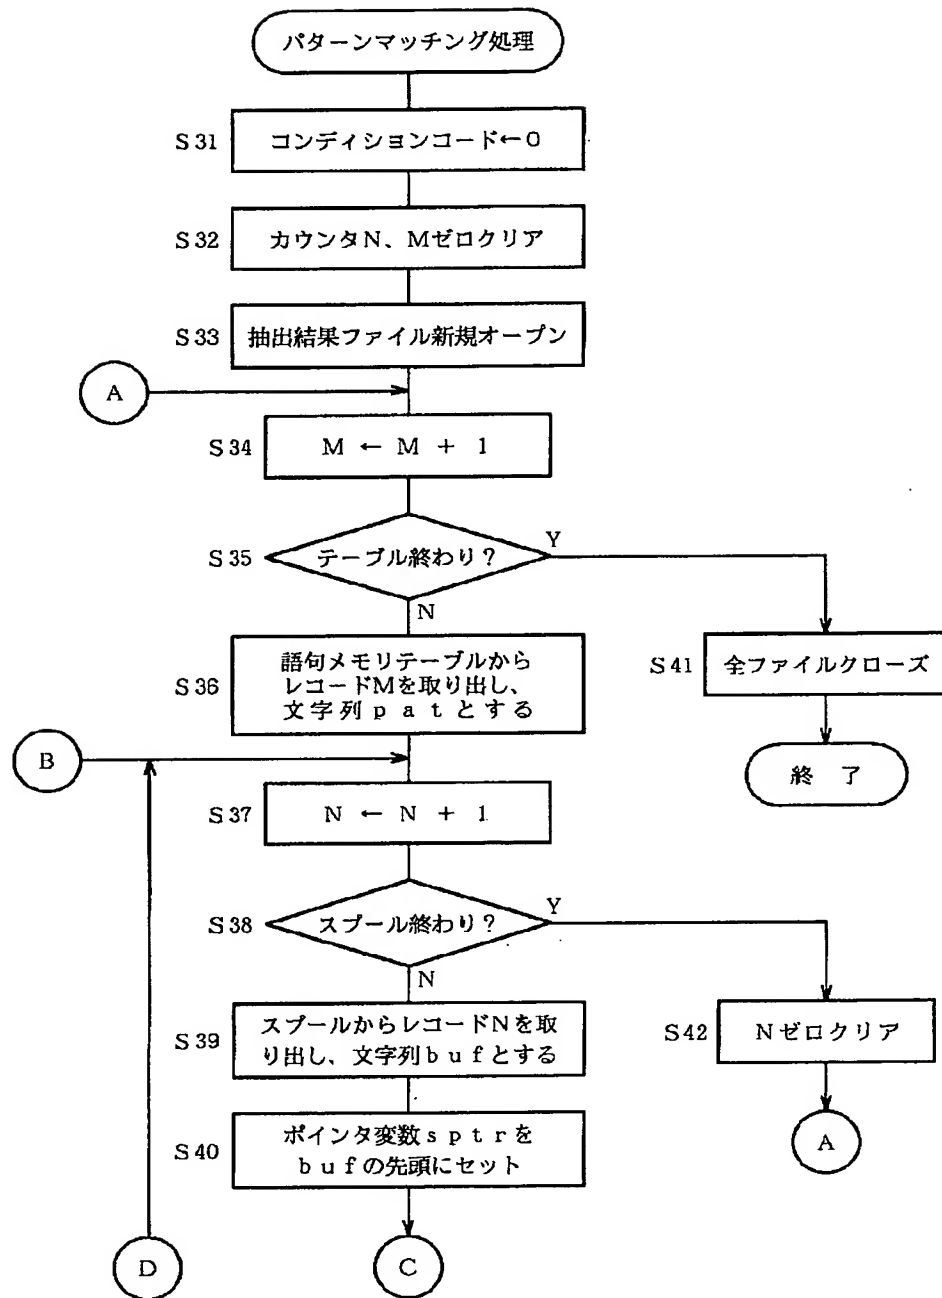 パターンマッチング処理
S31 コンディションコード←0
S32 カウンタN、Mゼロクリア
S33 抽出結果ファイル新規オープン
A
S34 M ← M + 1
S35 テーブル終わり?
Y
N
S36
語句メモリテーブルから
レコードMを取り出し、
文字列patとする
S41 全ファイルクローズ
終 了
B
S37 N ← N + 1
S38 スプール終わり?
Y
N
S39
スプールからレコードNを取
り出し、文字列bufとする
S42 Nゼロクリア
S40
ポインタ変数sptrを
bufの先頭にセット
A
D
C